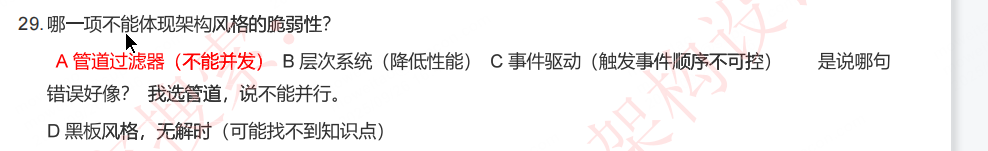 29. 哪一项不能体现架构风格的脆弱性?
A 管道过滤器（不能并发） B 层次系统（降低性能） C 事件驱动（触发事件顺序不可控） 是说哪句
错误好像? 我选管道，说不能并行。
D 黑板风格，无解时（可能找不到知识点）